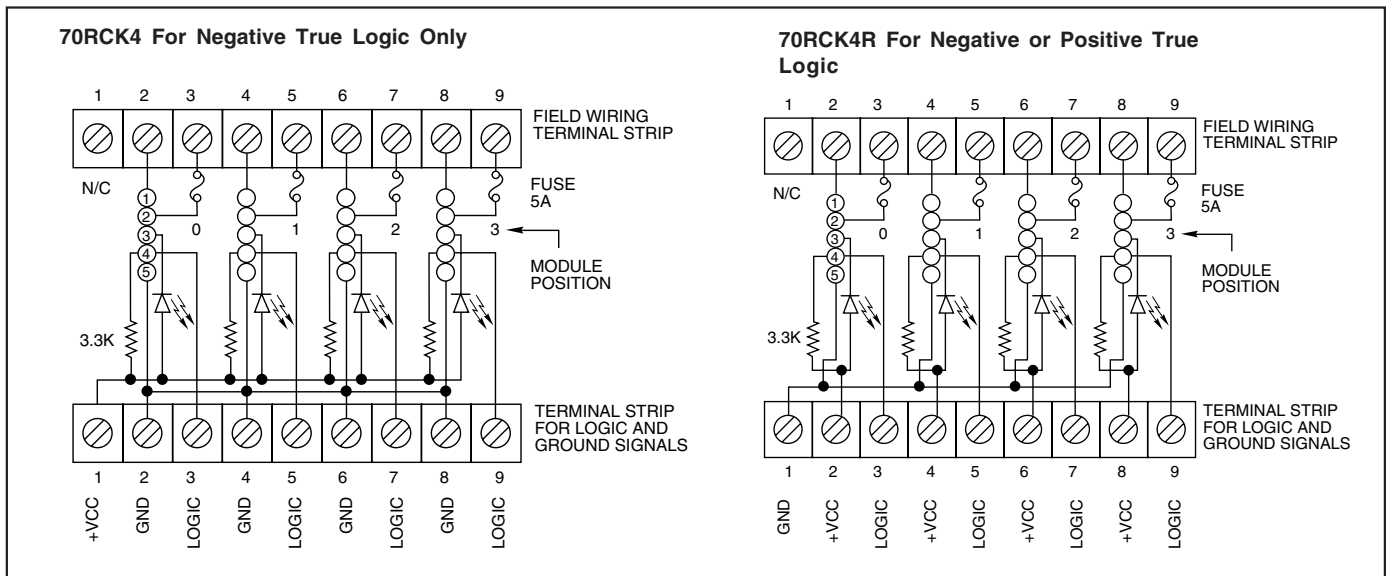 70RCK4 For Negative True Logic Only
1 2 3 4 5 6 7 8 9
FIELD WIRING
TERMINAL STRIP
N/C
FUSE
5A
1
2
3
4
5
0 1 2 3
MODULE
POSITION
3.3K
TERMINAL STRIP
FOR LOGIC AND
GROUND SIGNALS
1 2 3 4 5 6 7 8 9
+VCC GND LOGIC GND LOGIC GND LOGIC GND LOGIC
70RCK4R For Negative or Positive True
Logic
1 2 3 4 5 6 7 8 9
FIELD WIRING
TERMINAL STRIP
N/C
FUSE
5A
1
2
3
4
5
0 1 2 3
MODULE
POSITION
3.3K
TERMINAL STRIP
FOR LOGIC AND
GROUND SIGNALS
1 2 3 4 5 6 7 8 9
GND +VCC LOGIC +VCC LOGIC +VCC LOGIC +VCC LOGIC